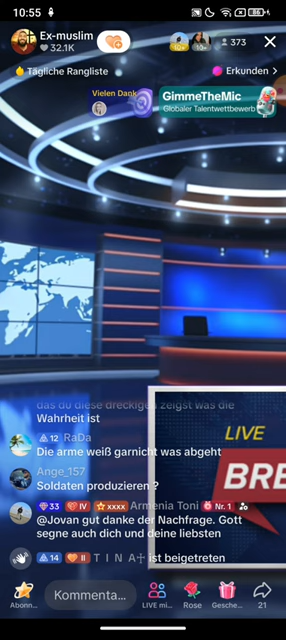 10:55
86
Ex-muslim
32.1K
10+
10+
373
Tägliche Rangliste
Erkunden >
Vielen Dank
GimmeTheMic
Globaler Talentwettbewerb
das du diese dreckigen zeigst was die
Wahrheit ist
12 RaDa
Die arme weiß garnicht was abgeht
Ange_157
Soldaten produzieren ?
33 IV xxxx Armenia Toni Nr. 1
@Jovan gut danke der Nachfrage. Gott
segne auch dich und deine liebsten
14 II T I N A ist beigetreten
LIVE
BRE
Abonn...
Kommenta...
LIVE mi...
Rose
Gesche...
21